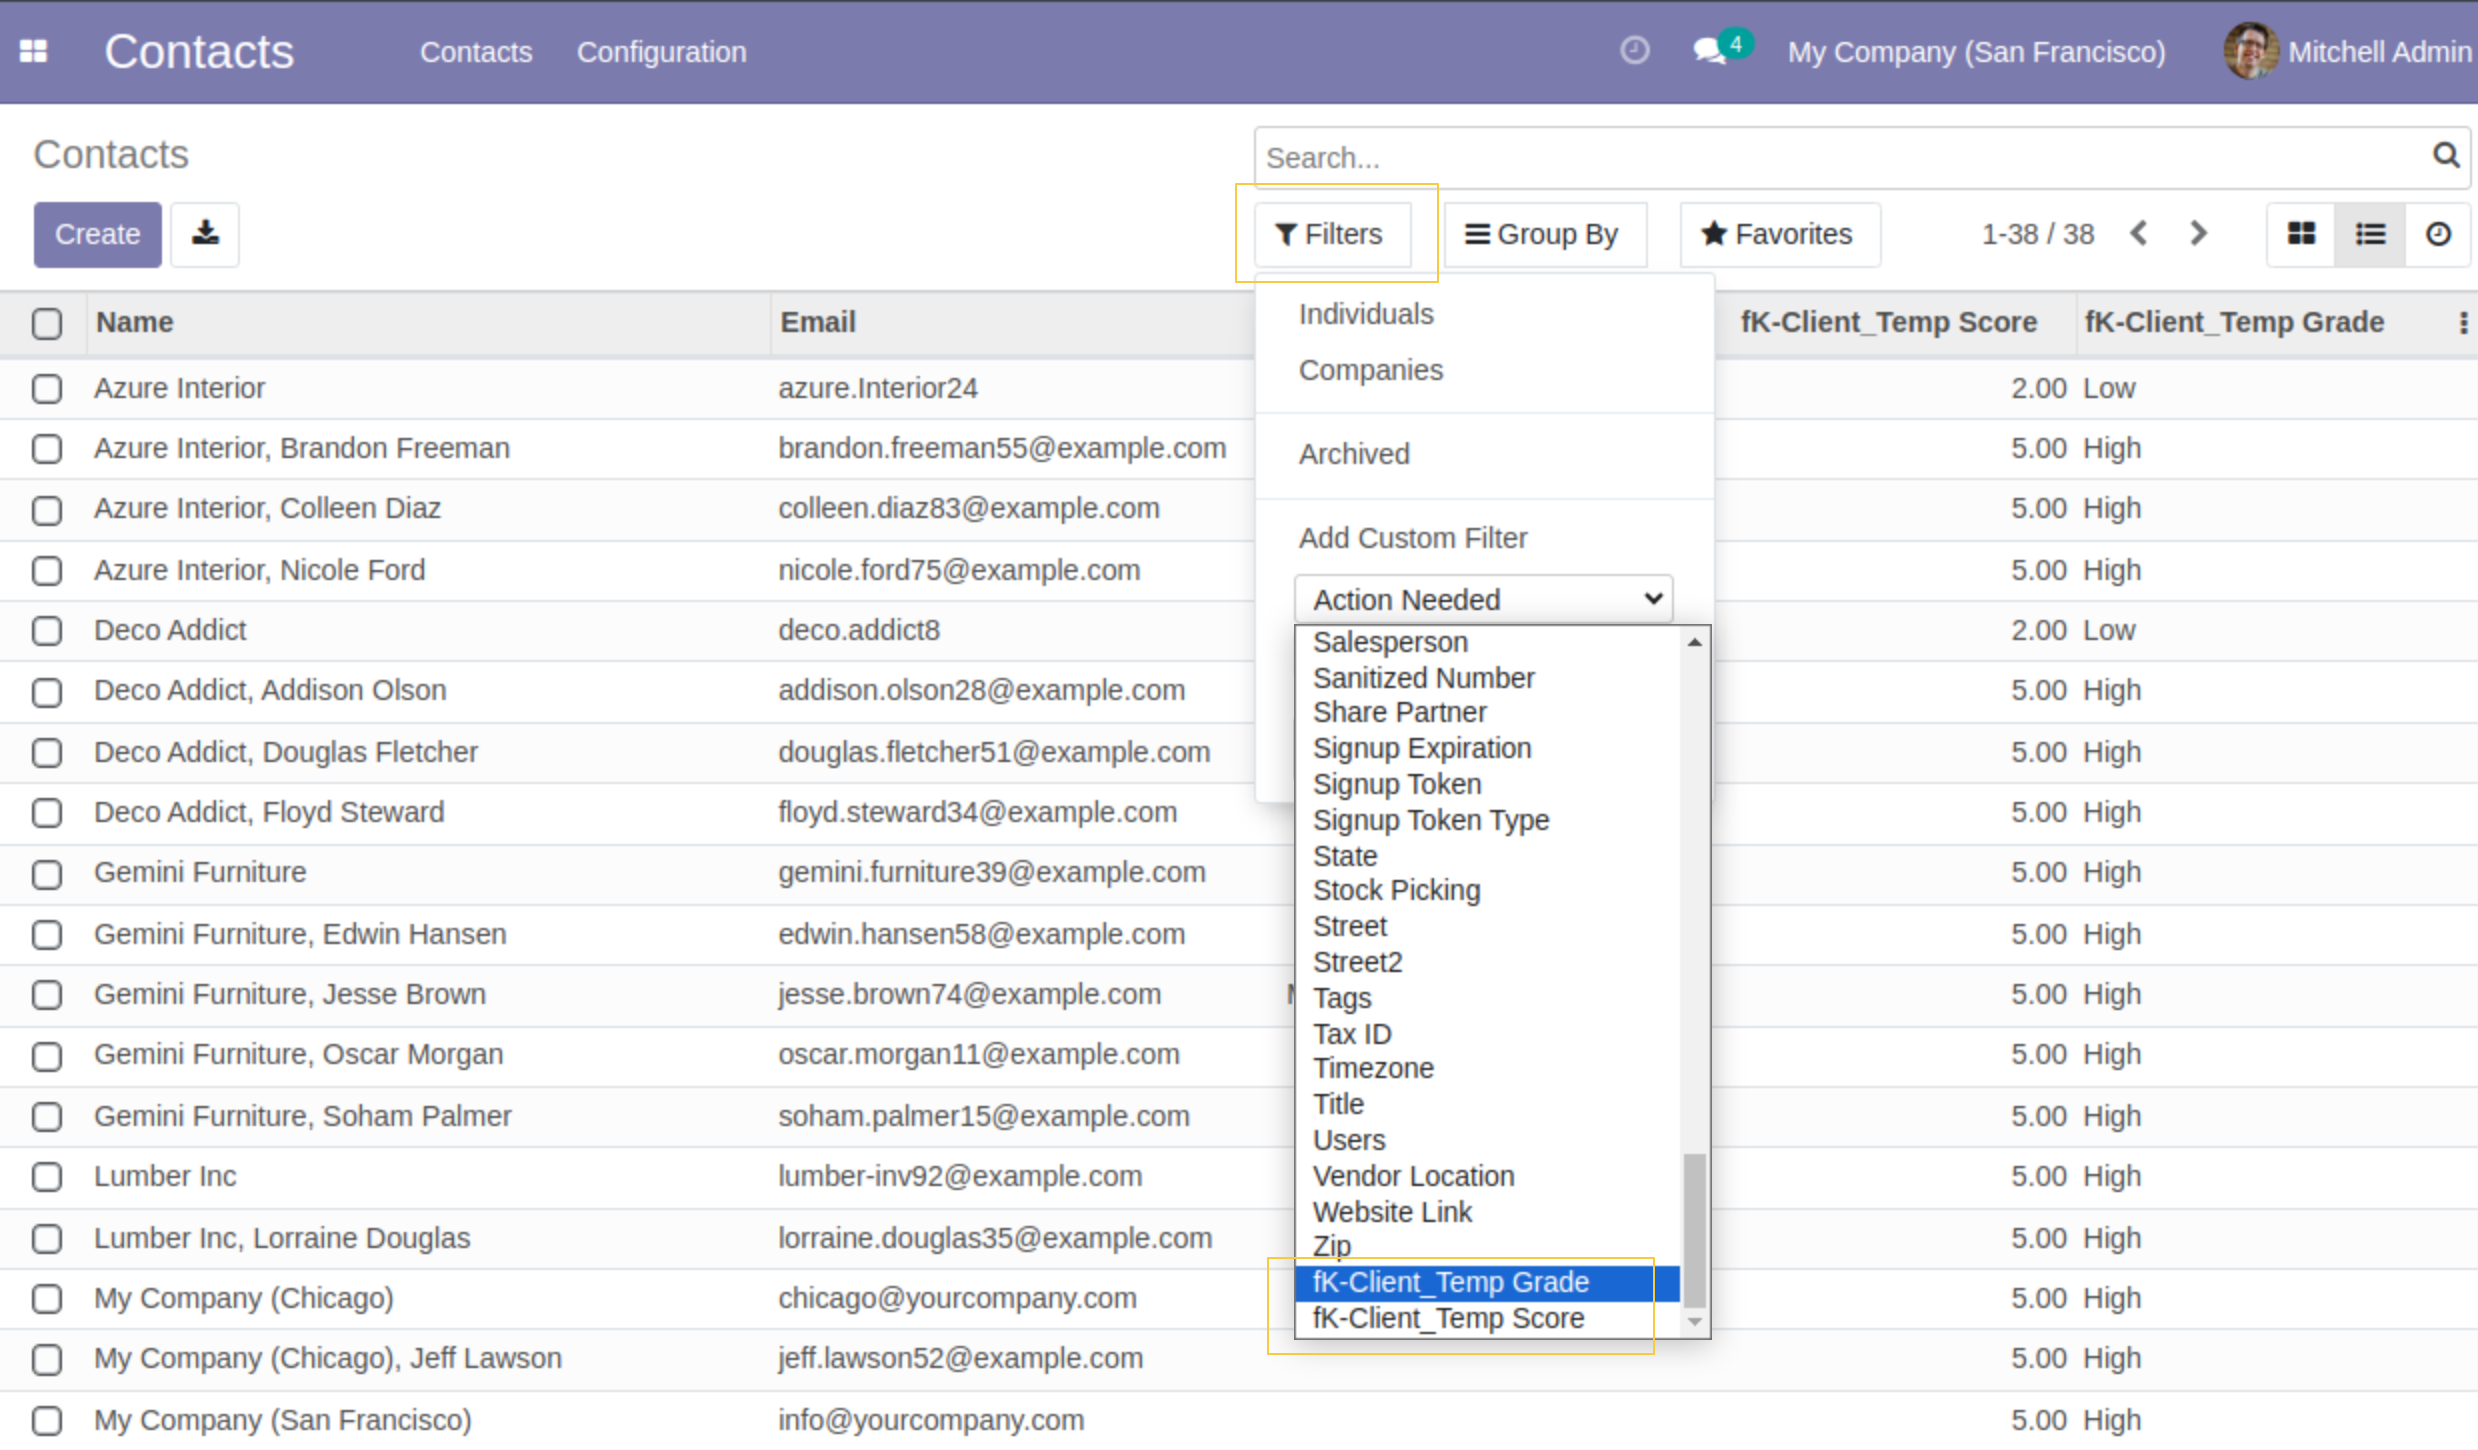 Contacts Contacts Configuration 4 My Company (San Francisco) Mitchell Admin
Contacts
Search...
Create Filters Group By Favorites 1-38 / 38
Name Email fK-Client_Temp Score fK-Client_Temp Grade
Individuals
Companies
Archived
Add Custom Filter
Action Needed
Salesperson
Sanitized Number
Share Partner
Signup Expiration
Signup Token
Signup Token Type
State
Stock Picking
Street
Street2
Tags
Tax ID
Timezone
Title
Users
Vendor Location
Website Link
Zip
fK-Client_Temp Grade
fK-Client_Temp Score
Azure Interior azure.Interior24 2.00 Low
Azure Interior, Brandon Freeman brandon.freeman55@example.com 5.00 High
Azure Interior, Colleen Diaz colleen.diaz83@example.com 5.00 High
Azure Interior, Nicole Ford nicole.ford75@example.com 5.00 High
Deco Addict deco.addict8 2.00 Low
Deco Addict, Addison Olson addison.olson28@example.com 5.00 High
Deco Addict, Douglas Fletcher douglas.fletcher51@example.com 5.00 High
Deco Addict, Floyd Steward floyd.steward34@example.com 5.00 High
Gemini Furniture gemini.furniture39@example.com 5.00 High
Gemini Furniture, Edwin Hansen edwin.hansen58@example.com 5.00 High
Gemini Furniture, Jesse Brown jesse.brown74@example.com 5.00 High
Gemini Furniture, Oscar Morgan oscar.morgan11@example.com 5.00 High
Gemini Furniture, Soham Palmer soham.palmer15@example.com 5.00 High
Lumber Inc lumber-inv92@example.com 5.00 High
Lumber Inc, Lorraine Douglas lorraine.douglas35@example.com 5.00 High
My Company (Chicago) chicago@yourcompany.com 5.00 High
My Company (Chicago), Jeff Lawson jeff.lawson52@example.com 5.00 High
My Company (San Francisco) info@yourcompany.com 5.00 High